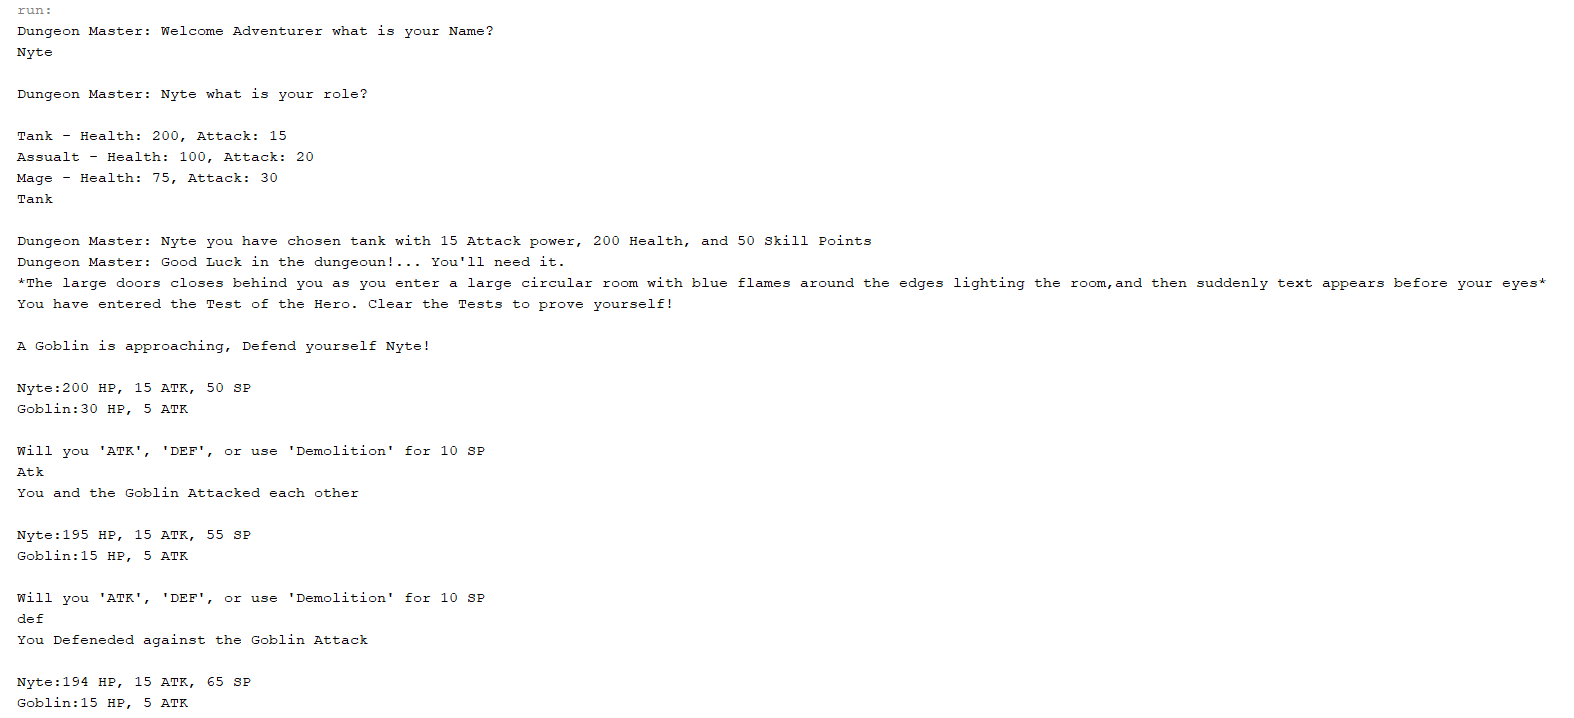 run:
Dungeon Master: Welcome Adventurer what is your Name?
Nyte
Dungeon Master: Nyte what is your role?
Tank - Health: 200, Attack: 15
Assualt - Health: 100, Attack: 20
Mage - Health: 75, Attack: 30
Tank
Dungeon Master: Nyte you have chosen tank with 15 Attack power, 200 Health, and 50 Skill Points
Dungeon Master: Good Luck in the dungeoun!... You'll need it.
*The large doors closes behind you as you enter a large circular room with blue flames around the edges lighting the room,and then suddenly text appears before your eyes*
You have entered the Test of the Hero. Clear the Tests to prove yourself!
A Goblin is approaching, Defend yourself Nyte!
Nyte:200 HP, 15 ATK, 50 SP
Goblin:30 HP, 5 ATK
Will you 'ATK', 'DEF', or use 'Demolition' for 10 SP
Atk
You and the Goblin Attacked each other
Nyte:195 HP, 15 ATK, 55 SP
Goblin:15 HP, 5 ATK
Will you 'ATK', 'DEF', or use 'Demolition' for 10 SP
def
You Defeneded against the Goblin Attack
Nyte:194 HP, 15 ATK, 65 SP
Goblin:15 HP, 5 ATK